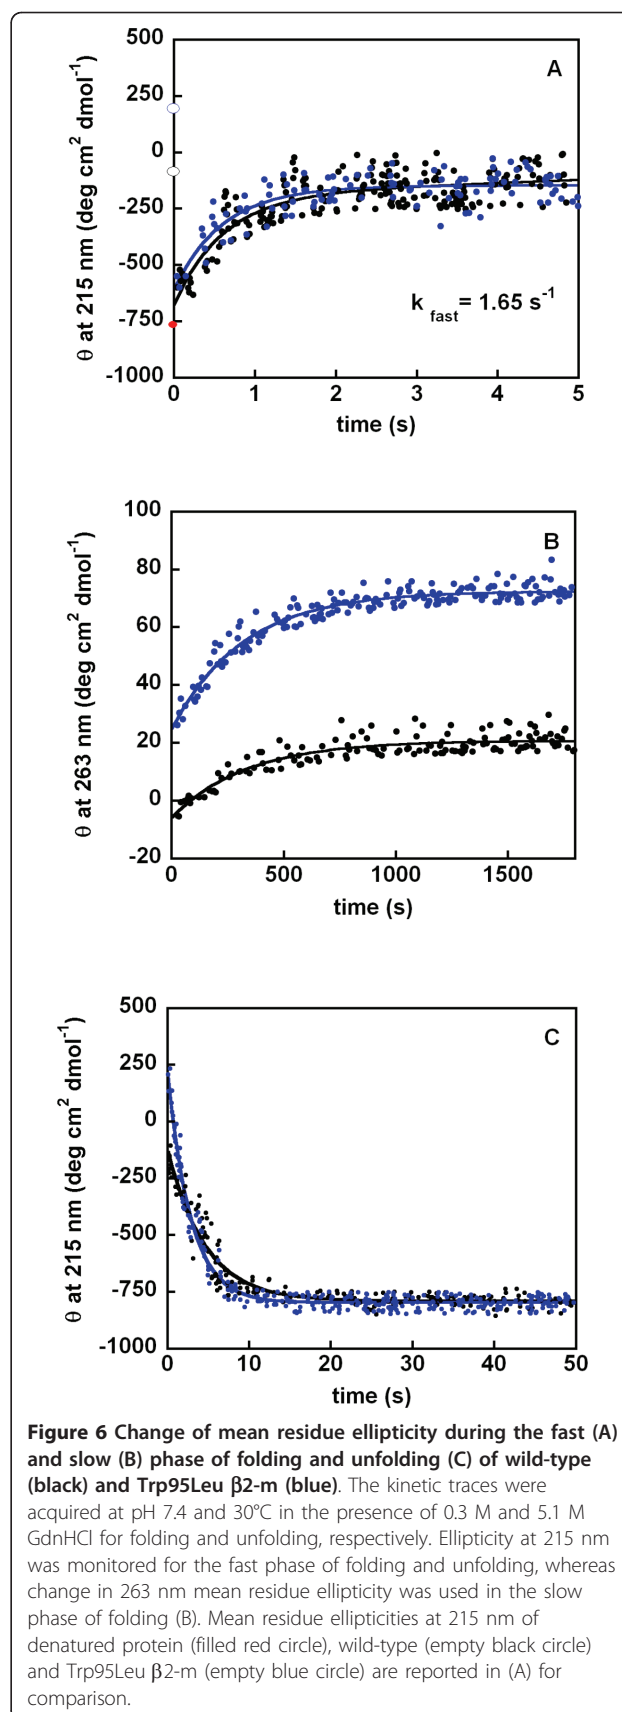 500
250
0
-250
-500
-750
-1000
θ at 215 nm (deg cm² dmol⁻¹)
A
k fast = 1.65 s⁻¹
0 1 2 3 4 5
time (s)
100
80
60
40
20
0
-20
θ at 263 nm (deg cm² dmol⁻¹)
B
0 500 1000 1500
time (s)
500
250
0
-250
-500
-750
-1000
θ at 215 nm (deg cm² dmol⁻¹)
C
0 10 20 30 40 50
time (s)
Figure 6 Change of mean residue ellipticity during the fast (A)
and slow (B) phase of folding and unfolding (C) of wild-type
(black) and Trp95Leu β2-m (blue). The kinetic traces were
acquired at pH 7.4 and 30°C in the presence of 0.3 M and 5.1 M
GdnHCl for folding and unfolding, respectively. Ellipticity at 215 nm
was monitored for the fast phase of folding and unfolding, whereas
change in 263 nm mean residue ellipticity was used in the slow
phase of folding (B). Mean residue ellipticities at 215 nm of
denatured protein (filled red circle), wild-type (empty black circle)
and Trp95Leu β2-m (empty blue circle) are reported in (A) for
comparison.